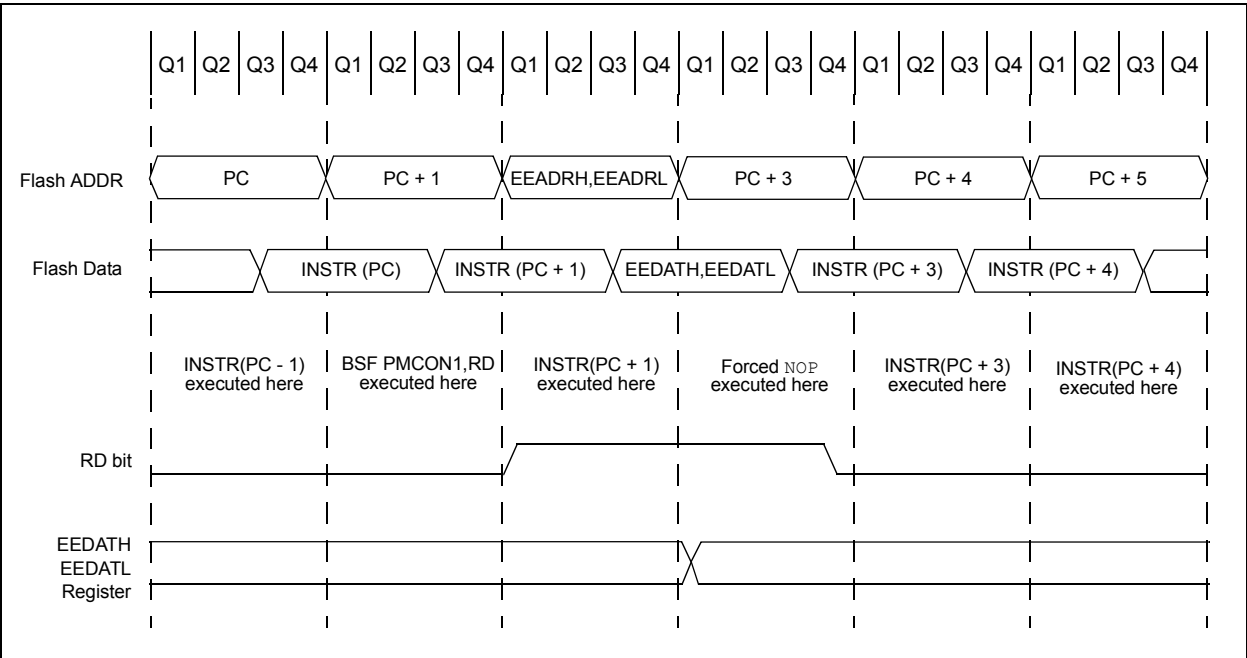 Q1 Q2 Q3 Q4 Q1 Q2 Q3 Q4 Q1 Q2 Q3 Q4 Q1 Q2 Q3 Q4 Q1 Q2 Q3 Q4 Q1 Q2 Q3 Q4
Flash ADDR PC PC + 1 EEADRH,EEADRL PC + 3 PC + 4 PC + 5
Flash Data INSTR (PC) INSTR (PC + 1) EEDATH,EEDATL INSTR (PC + 3) INSTR (PC + 4)
INSTR(PC - 1) BSF PMCON1,RD INSTR(PC + 1) Forced NOP INSTR(PC + 3) INSTR(PC + 4)
executed here executed here executed here executed here executed here executed here
RD bit
EEDATH
EEDATL
Register